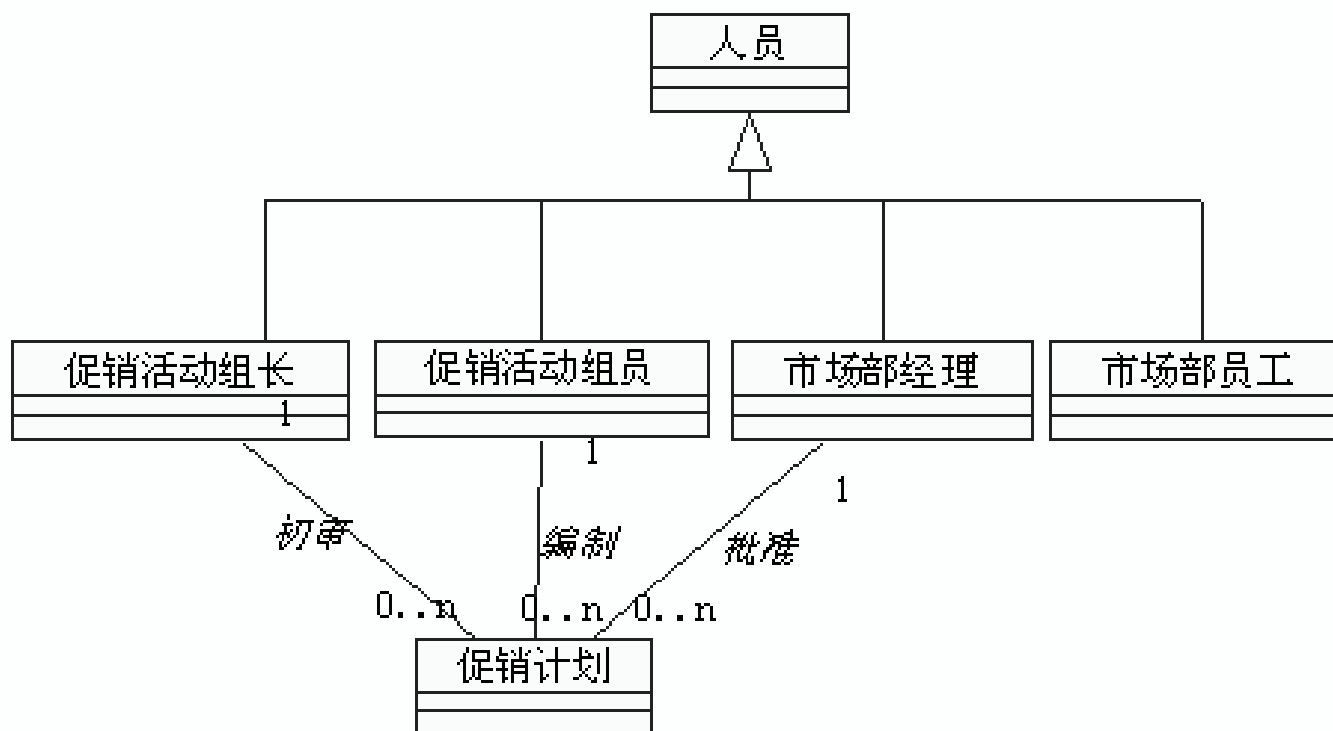 人员
促销活动组长
促销活动组员
市场部经理
市场部员工
1
1
1
初审
编制
批准
0..n
0..n
0..n
促销计划